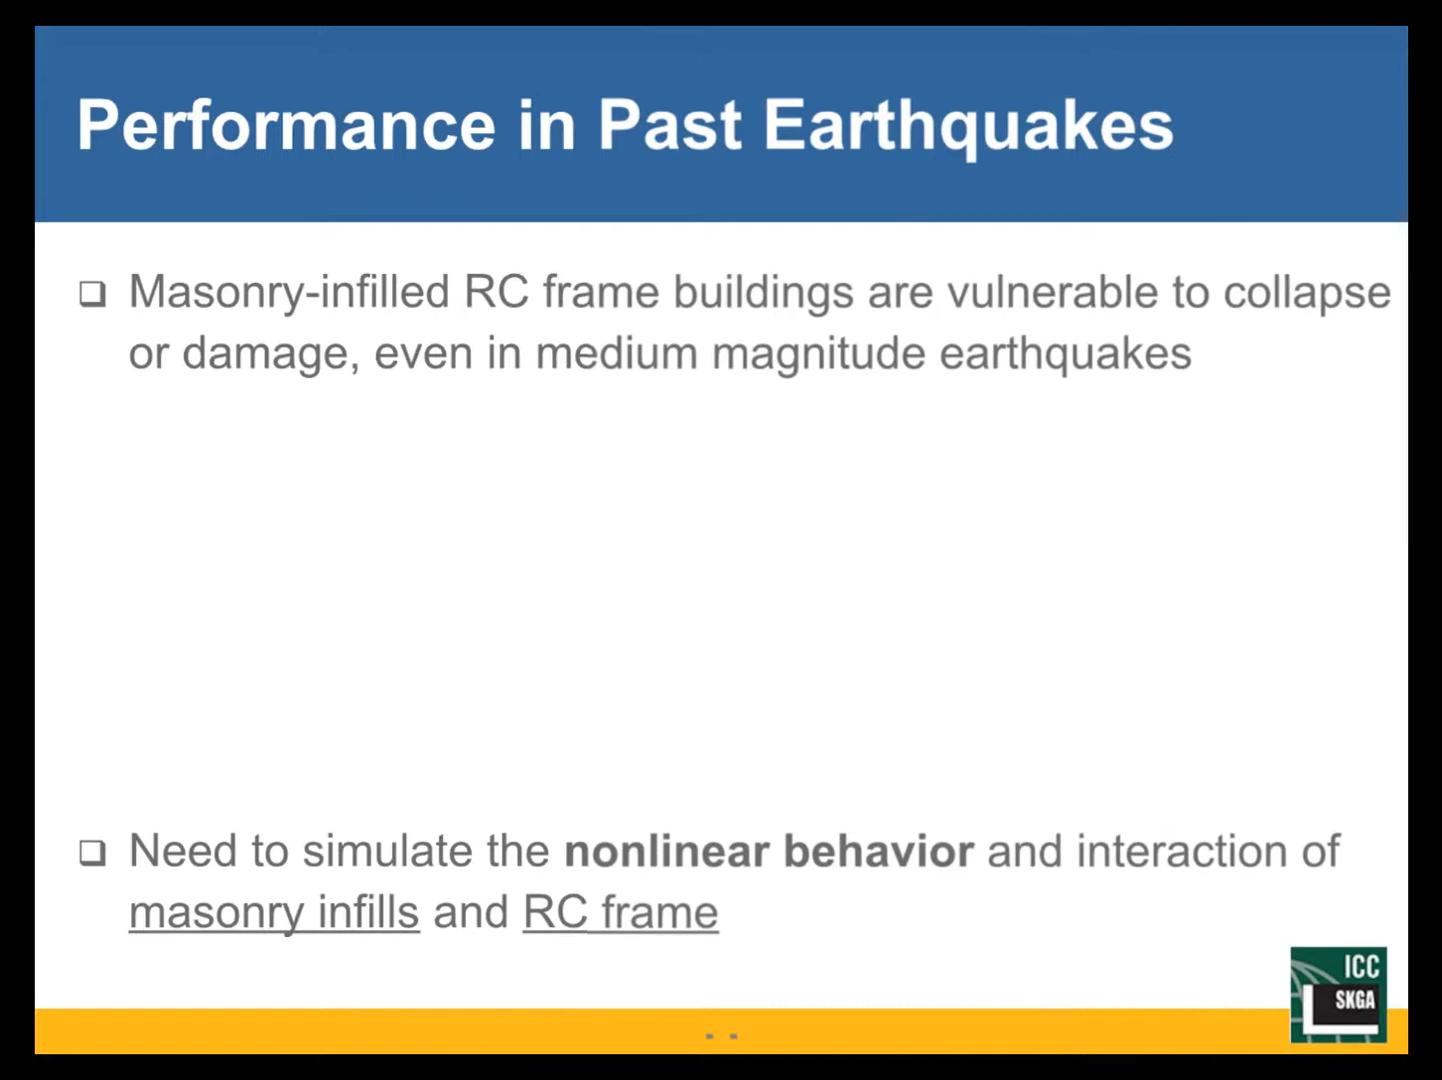 Performance in Past Earthquakes
Masonry-infilled RC frame buildings are vulnerable to collapse
or damage, even in medium magnitude earthquakes
Need to simulate the nonlinear behavior and interaction of
masonry infills and RC frame
ICC
SKGA
- -